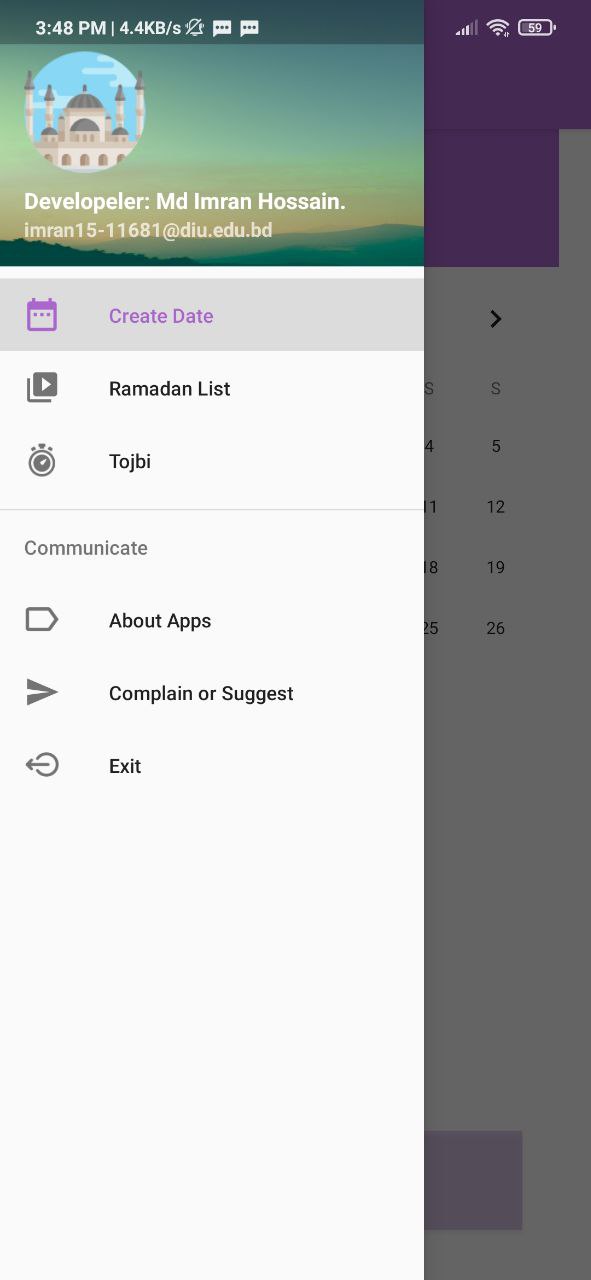 3:48 PM | 4.4KB/s
59
Developeler: Md Imran Hossain.
imran15-11681@diu.edu.bd
Create Date
Ramadan List
Tojbi
Communicate
About Apps
Complain or Suggest
Exit
S S
4 5
11 12
18 19
25 26